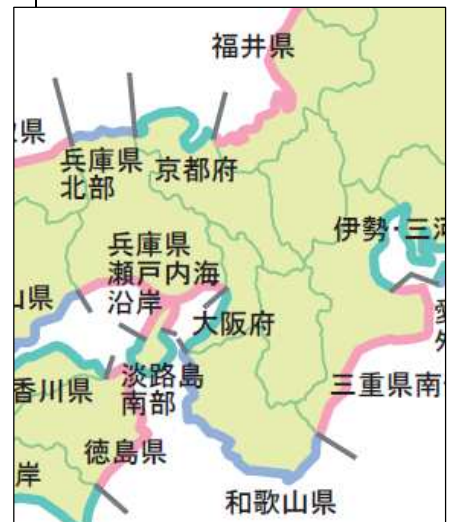 福井県
県
兵庫県
北部
京都府
伊勢・三河
兵庫県
瀬戸内海
沿岸
山県
大阪府
淡路島
南部
香川県
三重県南
徳島県
岸
和歌山県